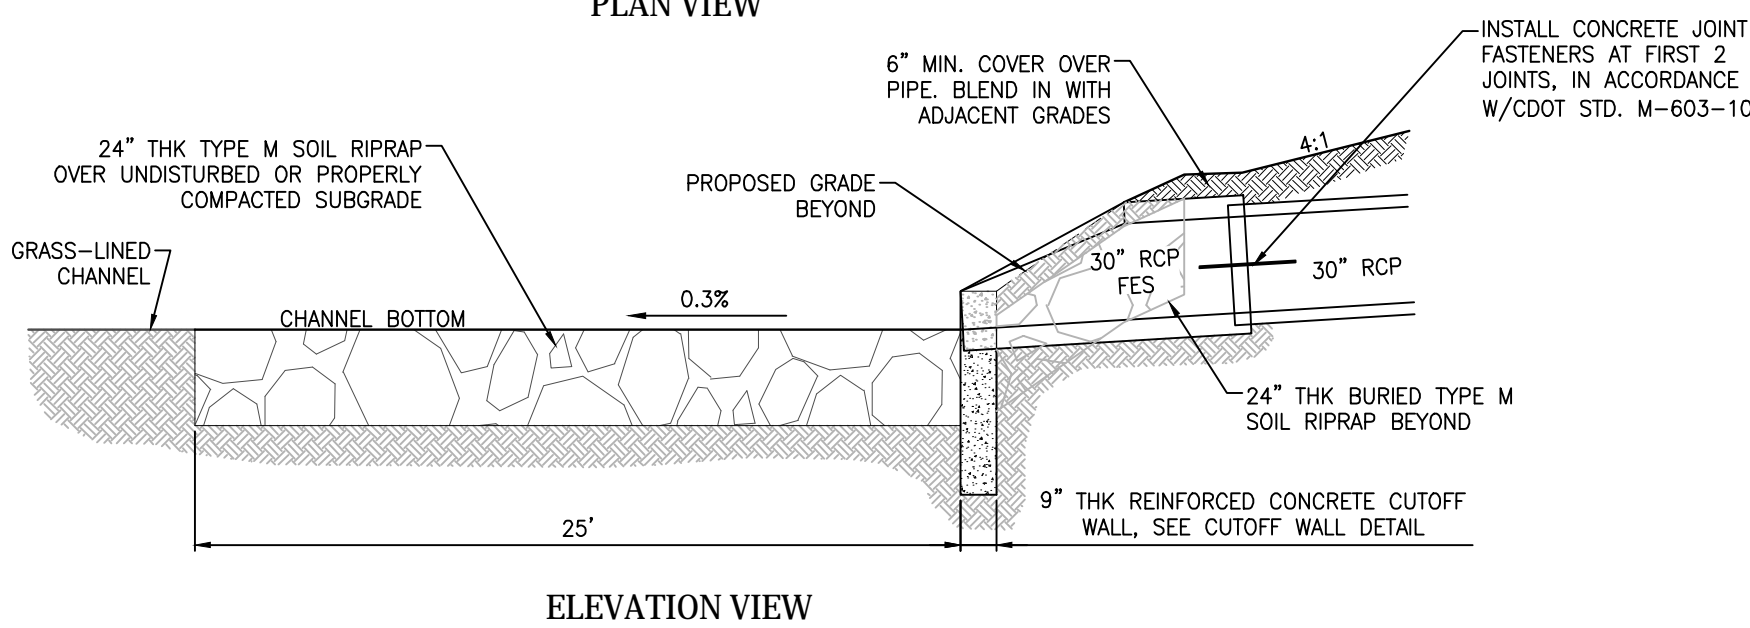 PLAN VIEW
INSTALL CONCRETE JOINT
FASTENERS AT FIRST 2
JOINTS, IN ACCORDANCE
W/CDOT STD. M-603-10
6" MIN. COVER OVER
PIPE. BLEND IN WITH
ADJACENT GRADES
4:1
24" THK TYPE M SOIL RIPRAP
OVER UNDISTURBED OR PROPERLY
COMPACTED SUBGRADE
PROPOSED GRADE
BEYOND
GRASS-LINED
CHANNEL
30" RCP
FES
30" RCP
0.3%
CHANNEL BOTTOM
24" THK BURIED TYPE M
SOIL RIPRAP BEYOND
9" THK REINFORCED CONCRETE CUTOFF
WALL, SEE CUTOFF WALL DETAIL
25'
ELEVATION VIEW